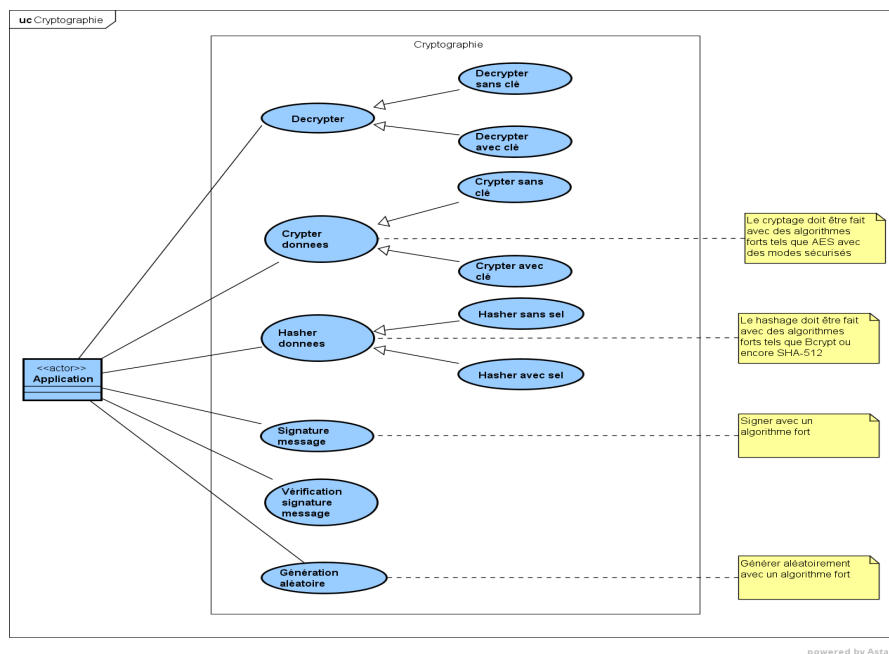 uc Cryptographie
Cryptographie
Decrypter
sans clé
Decrypter
Decrypter
avec clé
Crypter sans
clé
Crypter
donnees
Le cryptage doit être fait
avec des algorithmes
forts tels que AES avec
des modes sécurisés
Crypter avec
clé
Hasher sans sel
Hasher
donnees
Le hashage doit être fait
avec des algorithmes
forts tels que Bcrypt ou
encore SHA-512
Hasher avec sel
<<actor>>
Application
Signature
message
Signer avec un
algorithme fort
Vérification
signature
message
Génération
aléatoire
Générer aléatoirement
avec un algorithme fort
powered by Asta